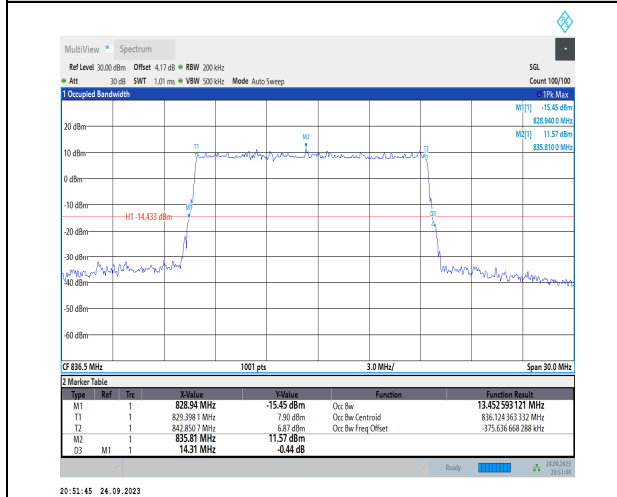 MultiView Spectrum
Ref Level 30.00 dBm Offset 4.17 dB RBW 200 kHz SGL
Att 30 dB SWT 1.01 ms VBW 500 kHz Mode Auto Sweep Count 100/100
1 Occupied Bandwidth 1Pk Max
M1[1] -15.45 dBm
828.940 0 MHz
M2[1] 11.57 dBm
835.810 0 MHz
20 dBm
T1 M2 T2
10 dBm
0 dBm
-10 dBm
M1 D3
H1 -14.433 dBm
-20 dBm
-30 dBm
-40 dBm
-50 dBm
-60 dBm
CF 836.5 MHz 1001 pts 3.0 MHz/ Span 30.0 MHz
2 Marker Table
Type Ref Trc X-Value Y-Value Function Function Result
M1 1 828.94 MHz -15.45 dBm Occ Bw 13.452 593 121 MHz
T1 1 829.398 1 MHz 7.90 dBm Occ Bw Centroid 836.124 363 332 MHz
T2 1 842.850 7 MHz 6.87 dBm Occ Bw Freq Offset -375.636 668 288 kHz
M2 1 835.81 MHz 11.57 dBm
D3 M1 1 14.31 MHz -0.44 dB
Ready 24.09.2023
20:51:44
20:51:45 24.09.2023